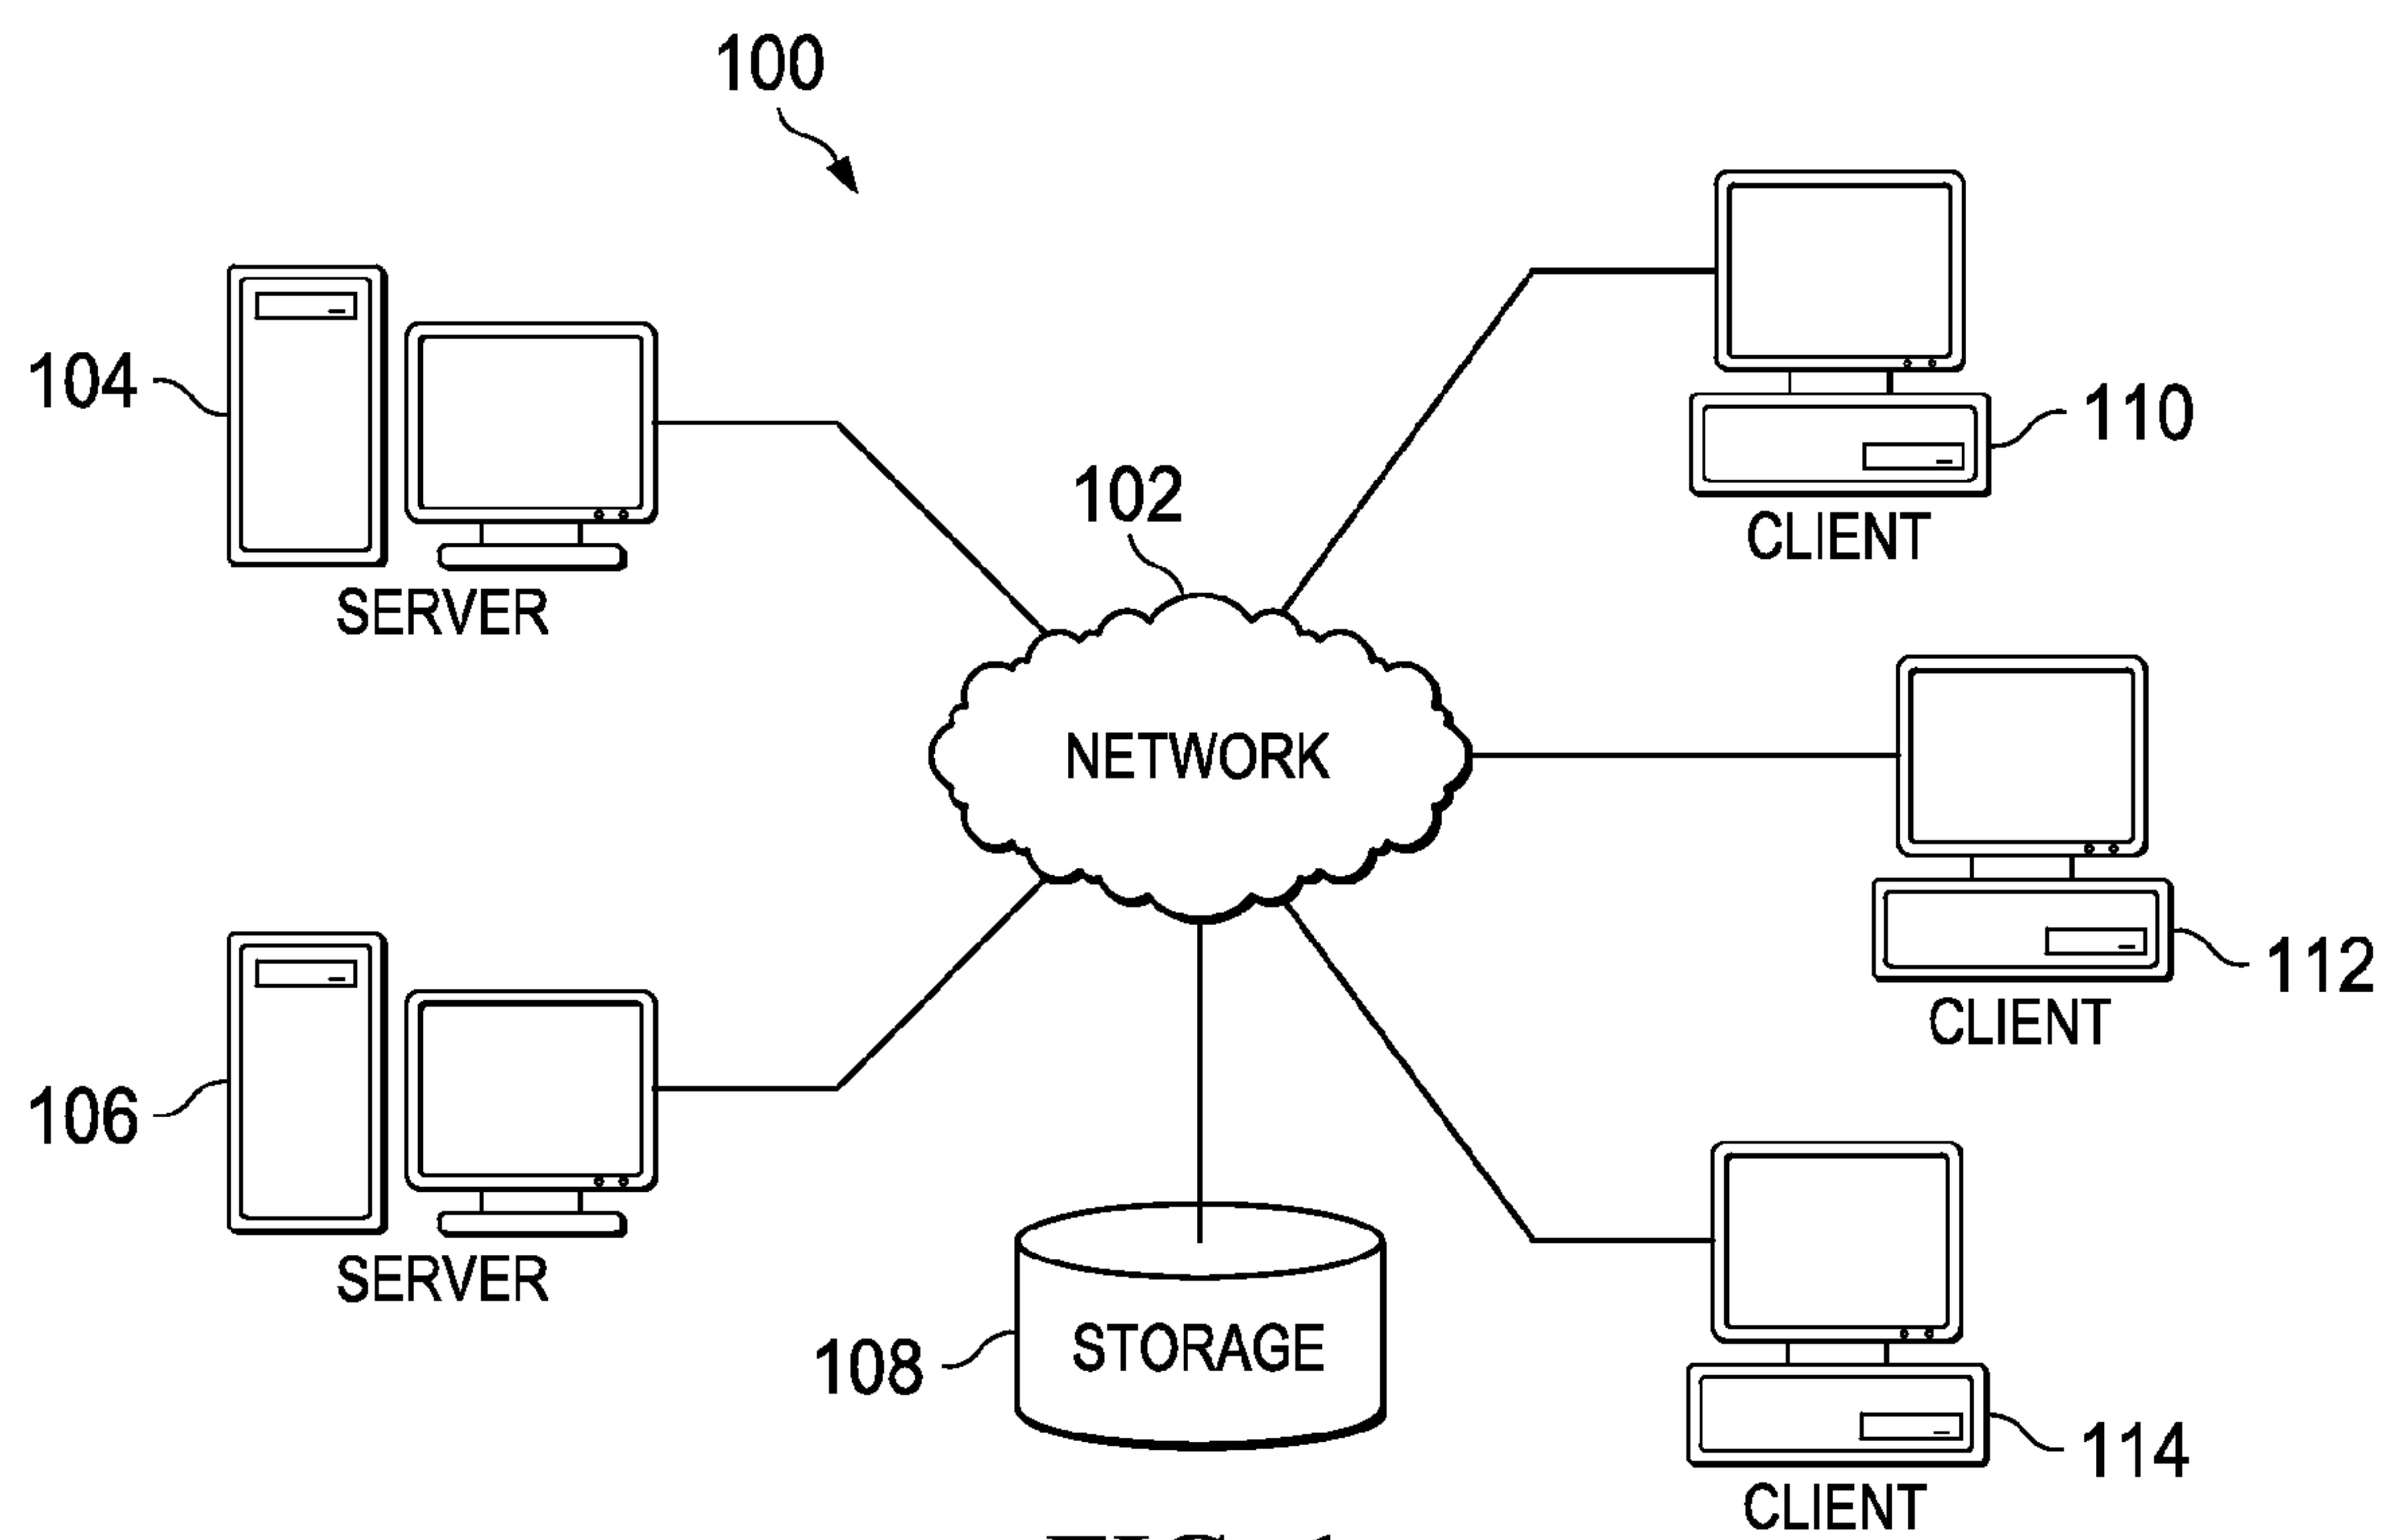 100
104
SERVER
110
CLIENT
102
NETWORK
112
CLIENT
106
SERVER
108
STORAGE
114
CLIENT